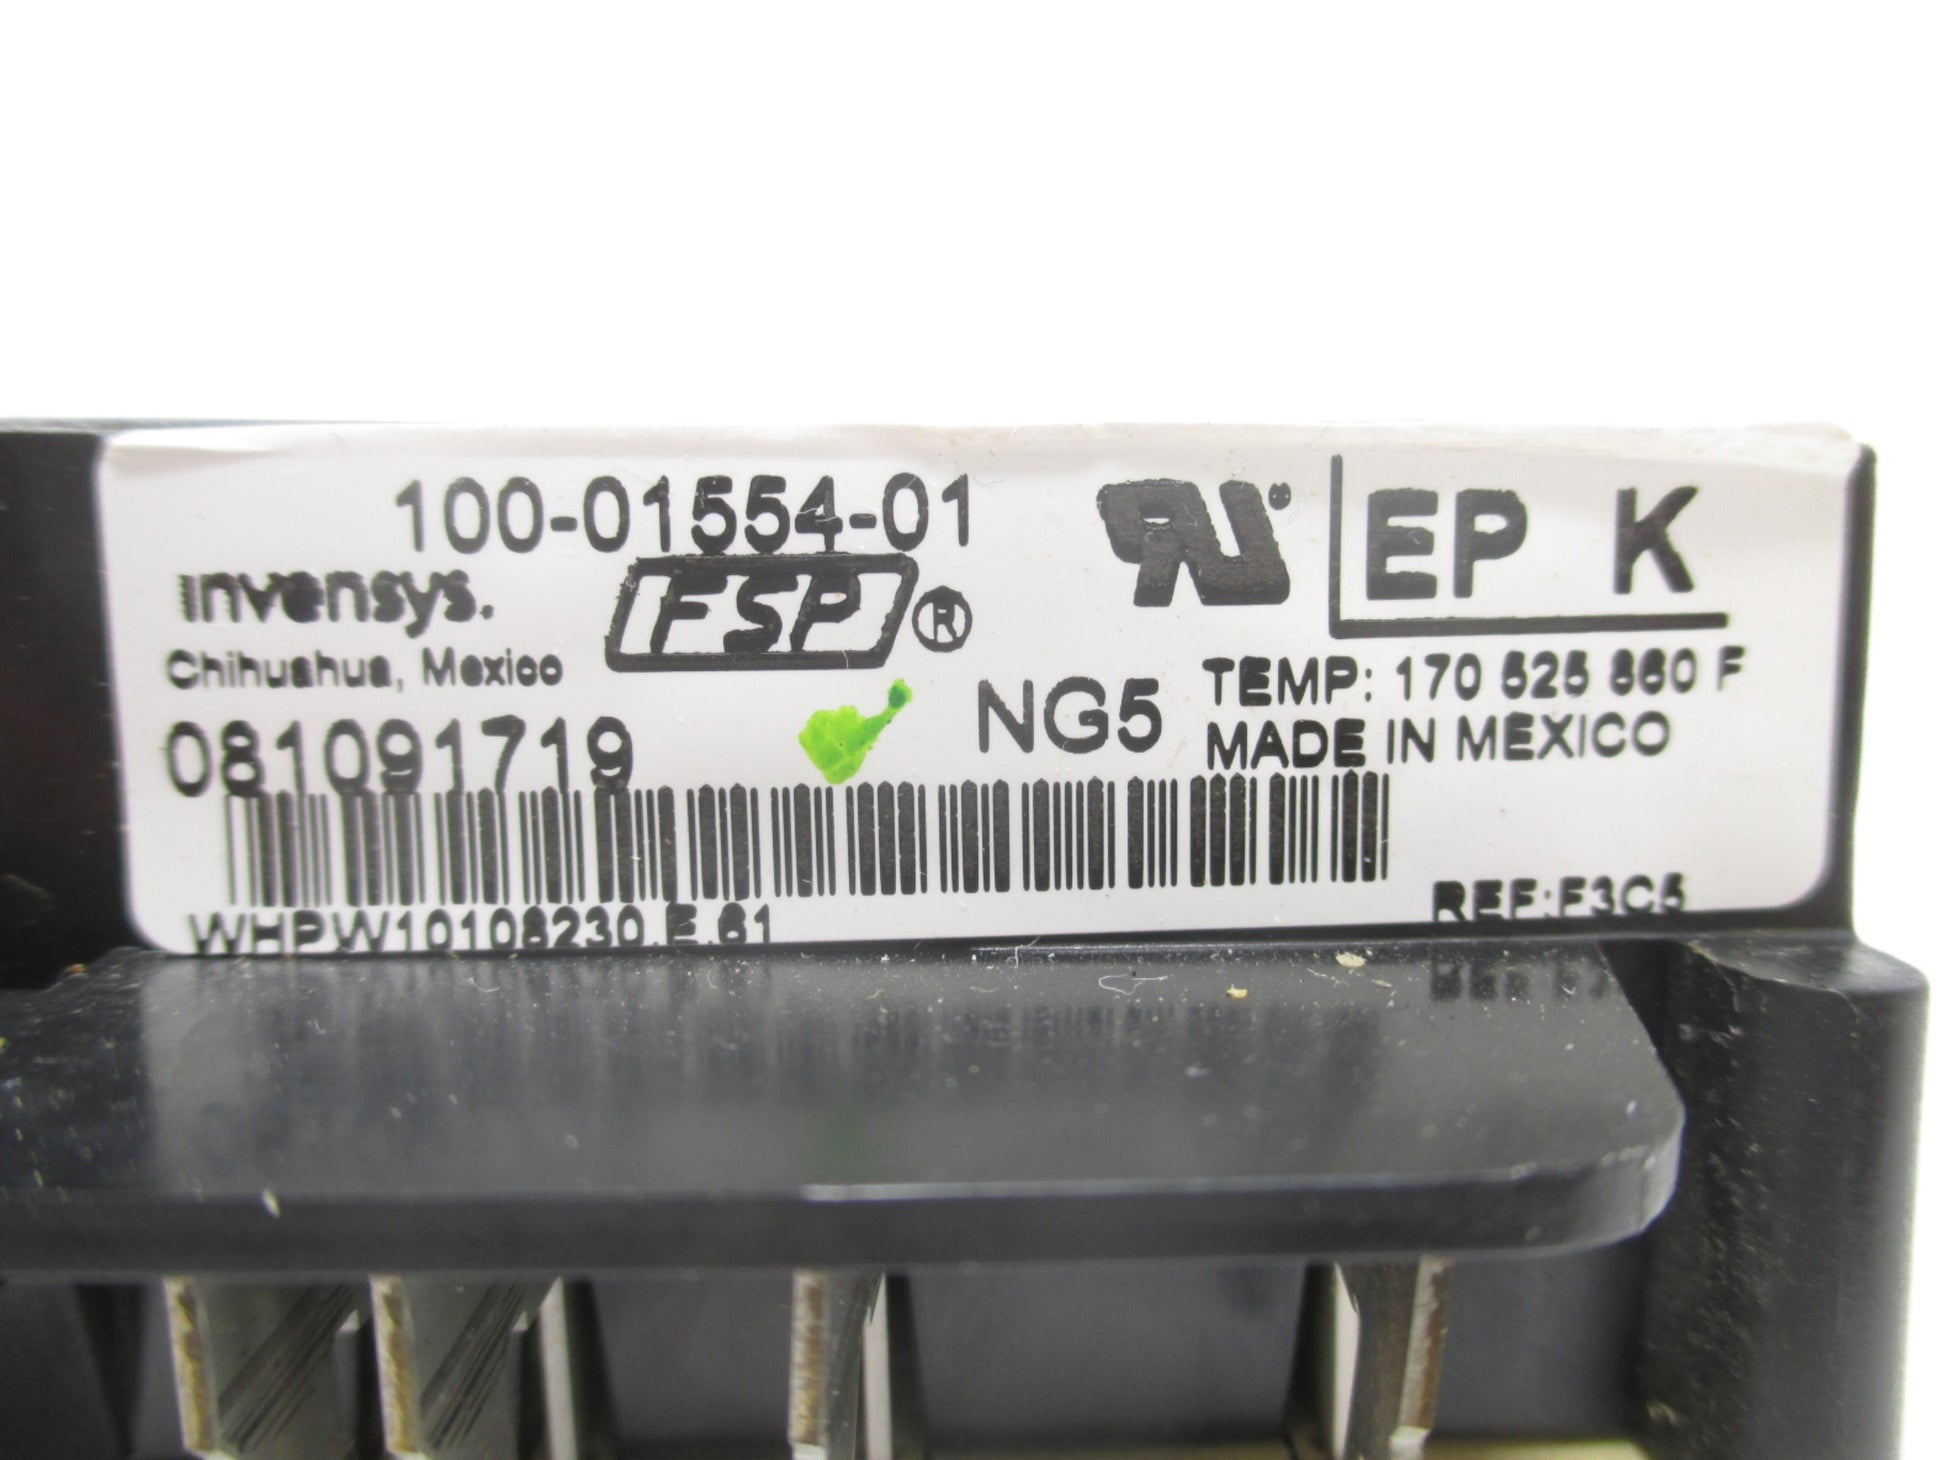 100-01554-01
invensys.
FSP®
EP K
Chihuahua, Mexico
NG5
TEMP: 170 525 860 F
MADE IN MEXICO
081091719
WHPW10108230.E.61
REF:F3C5